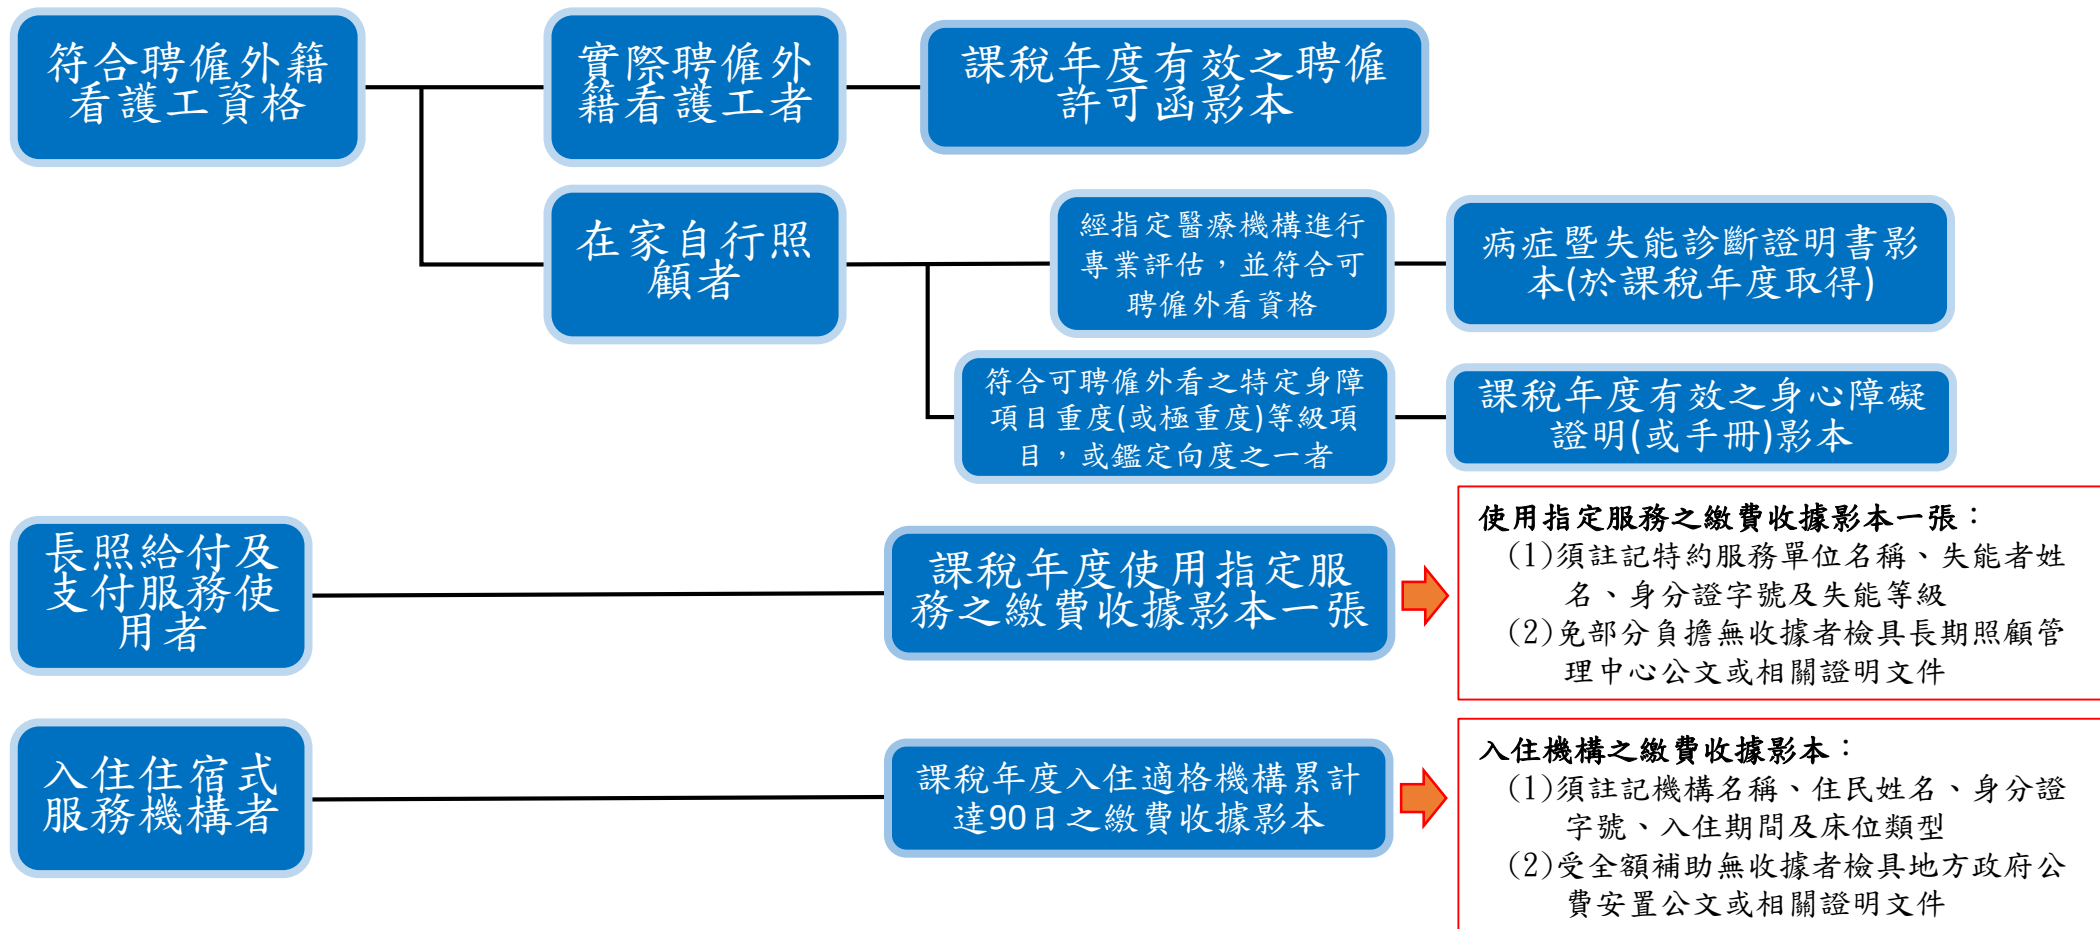 符合聘僱外籍
看護工資格
實際聘僱外
籍看護工者
課稅年度有效之聘僱
許可函影本
在家自行照
顧者
經指定醫療機構進行
專業評估，並符合可
聘僱外看資格
病症暨失能診斷證明書影
本(於課稅年度取得)
符合可聘僱外看之特定身障
項目重度(或極重度)等級項
目，或鑑定向度之一者
課稅年度有效之身心障礙
證明(或手冊)影本
長照給付及
支付服務使
用者
課稅年度使用指定服
務之繳費收據影本一張
使用指定服務之繳費收據影本一張：
(1)須註記特約服務單位名稱、失能者姓
名、身分證字號及失能等級
(2)免部分負擔無收據者檢具長期照顧管
理中心公文或相關證明文件
入住住宿式
服務機構者
課稅年度入住適格機構累計
達90日之繳費收據影本
入住機構之繳費收據影本：
(1)須註記機構名稱、住民姓名、身分證
字號、入住期間及床位類型
(2)受全額補助無收據者檢具地方政府公
費安置公文或相關證明文件